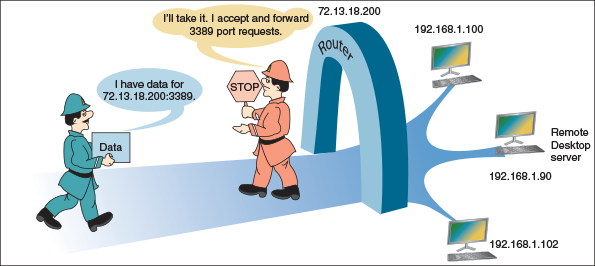 I'll take it. I accept and forward
3389 port requests.
72.13.18.200
192.168.1.100
Router
I have data for
72.13.18.200:3389.
STOP
Data
Remote
Desktop
server
192.168.1.90
192.168.1.102